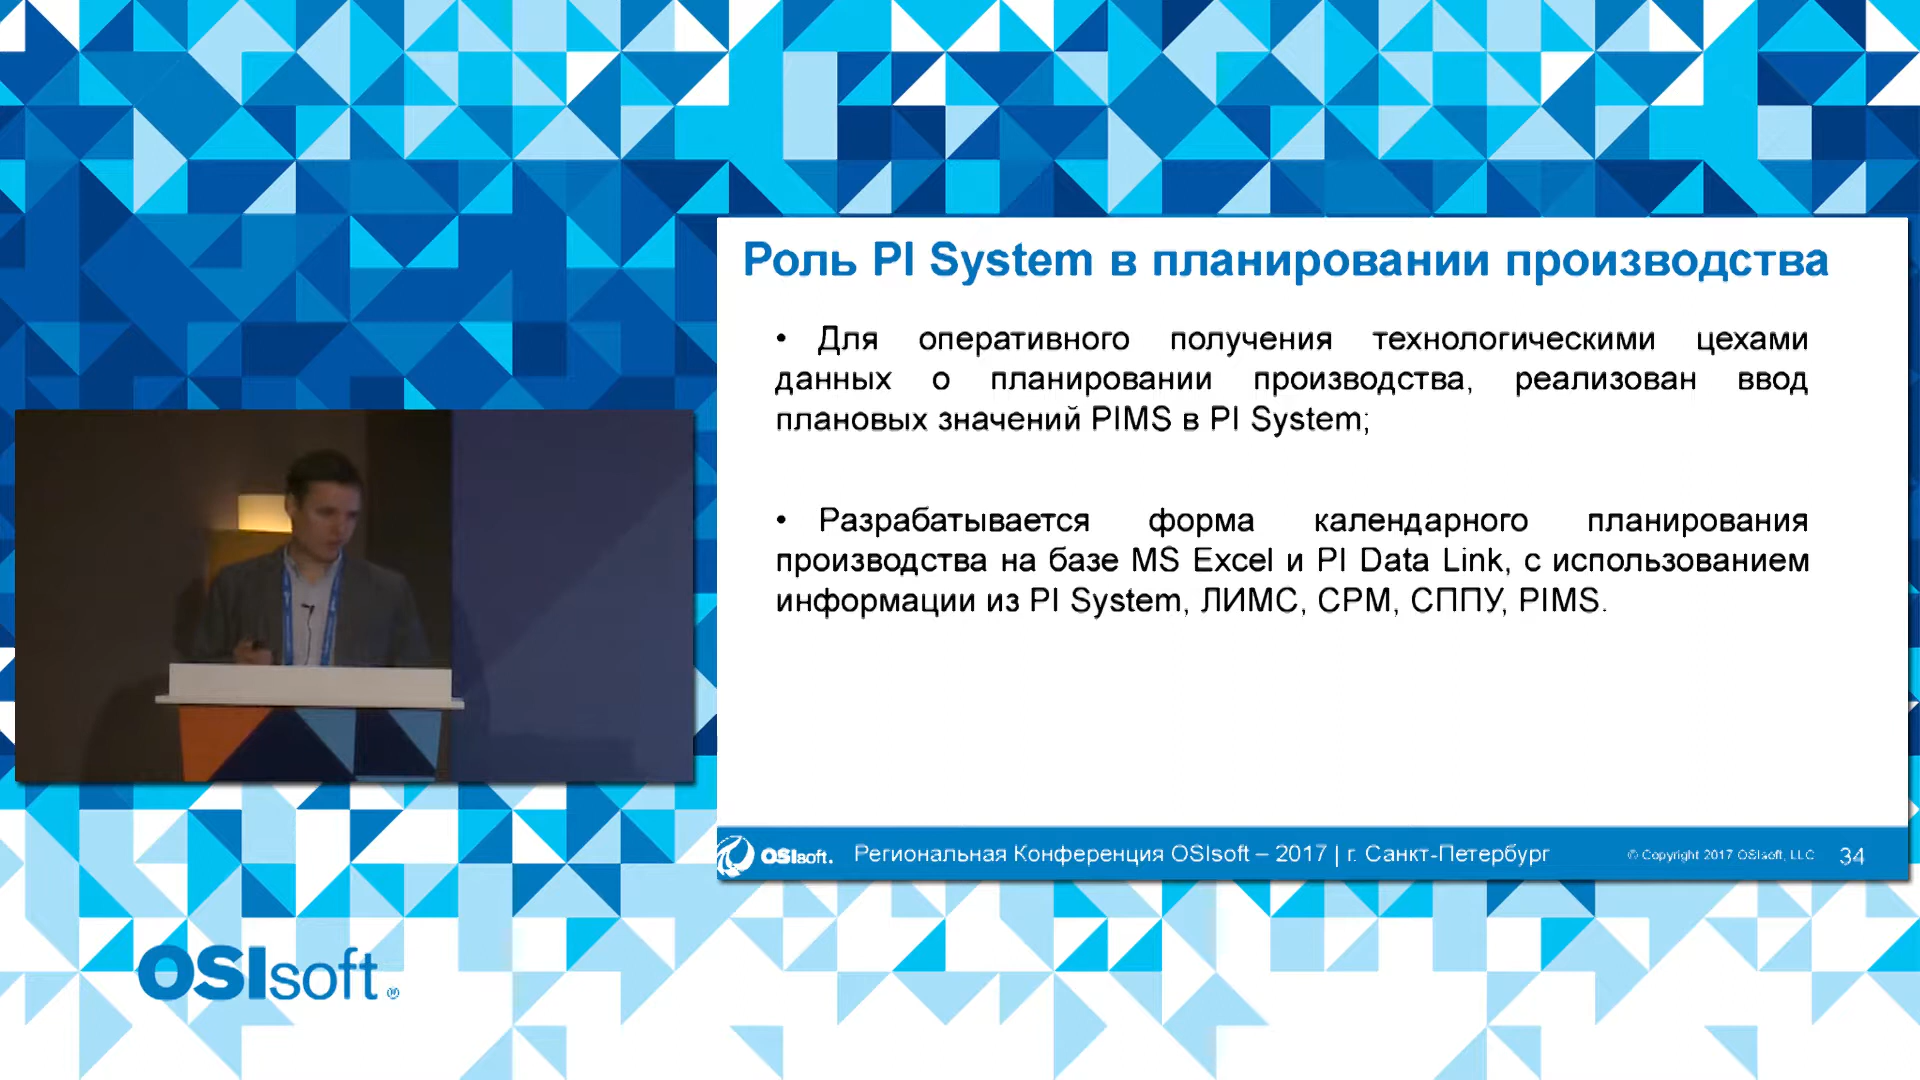 Роль PI System в планировании производства
• Для оперативного получения технологическими цехами
данных о планировании производства, реализован ввод
плановых значений PIMS в PI System;
• Разрабатывается форма календарного планирования
производства на базе MS Excel и PI Data Link, с использованием
информации из PI System, ЛИМС, СРМ, СППУ, PIMS.
OSIsoft. Региональная Конференция OSIsoft – 2017 | г. Санкт-Петербург © Copyright 2017 OSIsoft, LLC 34
OSIsoft ®